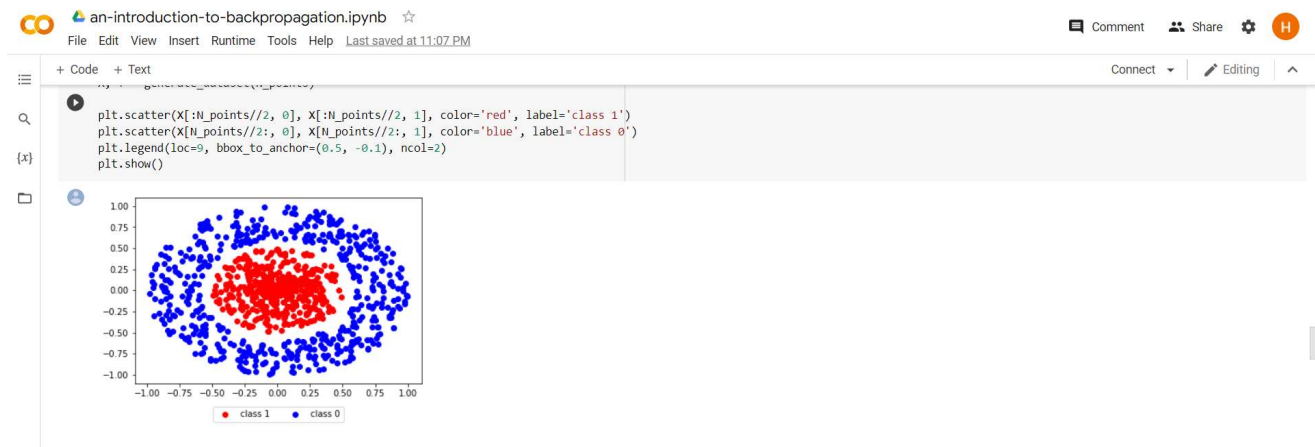 an-introduction-to-backpropagation.ipynb
Comment Share H
File Edit View Insert Runtime Tools Help Last saved at 11:07 PM
+ Code + Text Connect Editing
X, Y = generate_dataset(N_points)
plt.scatter(X[:N_points//2, 0], X[:N_points//2, 1], color='red', label='class 1')
plt.scatter(X[N_points//2:, 0], X[N_points//2:, 1], color='blue', label='class 0')
plt.legend(loc=9, bbox_to_anchor=(0.5, -0.1), ncol=2)
{x}
plt.show()
1.00
0.75
0.50
0.25
0.00
−0.25
−0.50
−0.75
−1.00
−1.00 −0.75 −0.50 −0.25 0.00 0.25 0.50 0.75 1.00
class 1 class 0